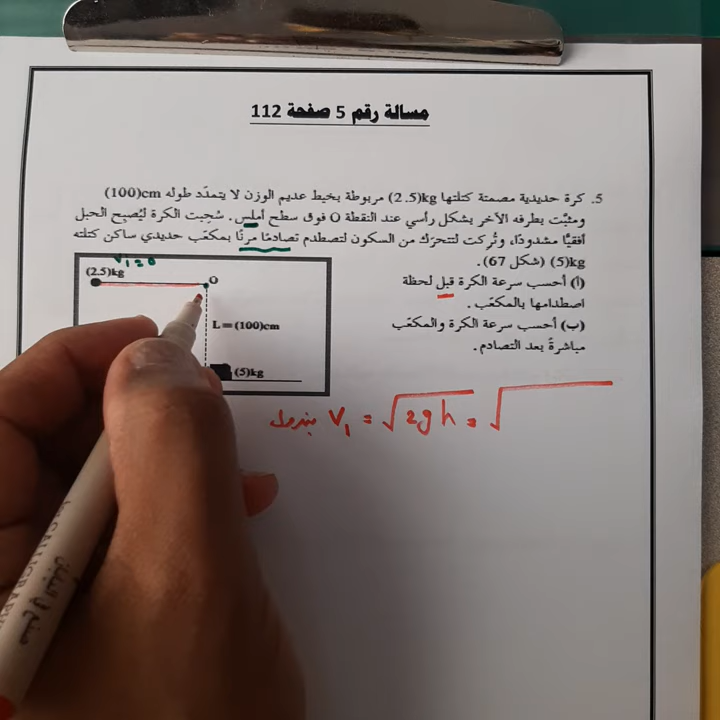 مسالة رقم 5 صفحة 112
5. كرة حديدية مصمتة كتلتها kg(2.5) مربوطة بخيط عديم الوزن لا يتمدّد طوله cm(100)
ومثبَّت بطرفه الآخر بشكل رأسي عند النقطة O فوق سطح أملس. سُحبت الكرة ليُصبح الحبل
أفقيًّا مشدودًا، وتُركت لتتحرّك من السكون لتصطدم تصادمًا مرنًا بمكعّب حديدي ساكن كتلته
kg(5) (شكل 67).
(أ) أحسب سرعة الكرة قبل لحظة
اصطدامها بالمكعّب.
(ب) أحسب سرعة الكرة والمكعّب
مباشرةً بعد التصادم.
V₁ = 0
(2.5)kg
O
L = (100)cm
(5)kg
V₁ = √2gh = √